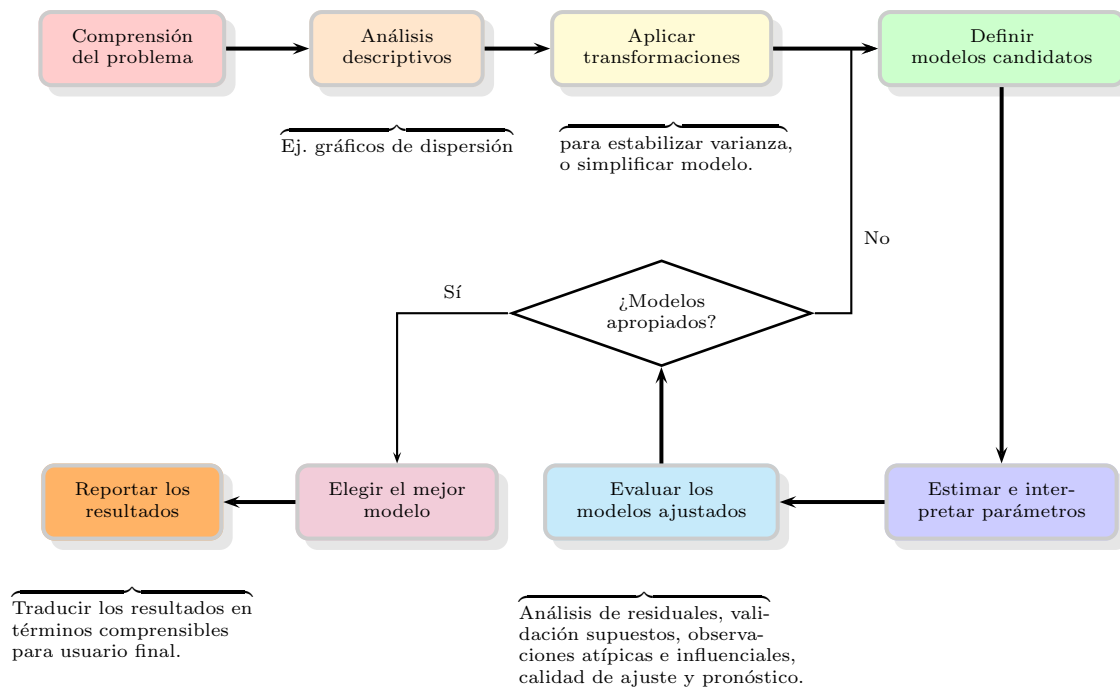 Comprensión
del problema
Análisis
descriptivos
Aplicar
transformaciones
Definir
modelos candidatos
Ej. gráficos de dispersión
para estabilizar varianza,
o simplificar modelo.
No
Sí
¿Modelos
apropiados?
Reportar los
resultados
Elegir el mejor
modelo
Evaluar los
modelos ajustados
Estimar e inter-
pretar parámetros
Traducir los resultados en
términos comprensibles
para usuario final.
Análisis de residuales, vali-
dación supuestos, observa-
ciones atípicas e influenciales,
calidad de ajuste y pronóstico.